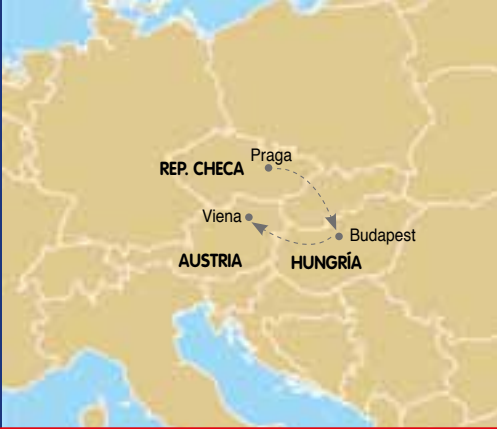 Praga
REP. CHECA
Viena
Budapest
AUSTRIA
HUNGRÍA